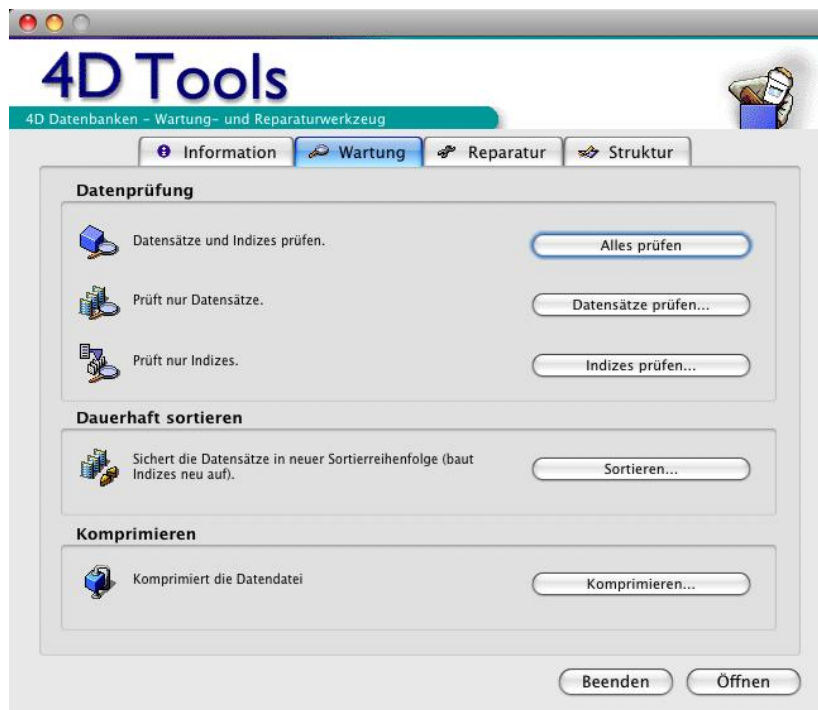 4D Tools
4D Datenbanken – Wartung- und Reparaturwerkzeug
Information
Wartung
Reparatur
Struktur
Datenprüfung
Datensätze und Indizes prüfen.
Alles prüfen
Prüft nur Datensätze.
Datensätze prüfen...
Prüft nur Indizes.
Indizes prüfen...
Dauerhaft sortieren
Sichert die Datensätze in neuer Sortierreihenfolge (baut
Indizes neu auf).
Sortieren...
Komprimieren
Komprimiert die Datendatei
Komprimieren...
Beenden
Öffnen